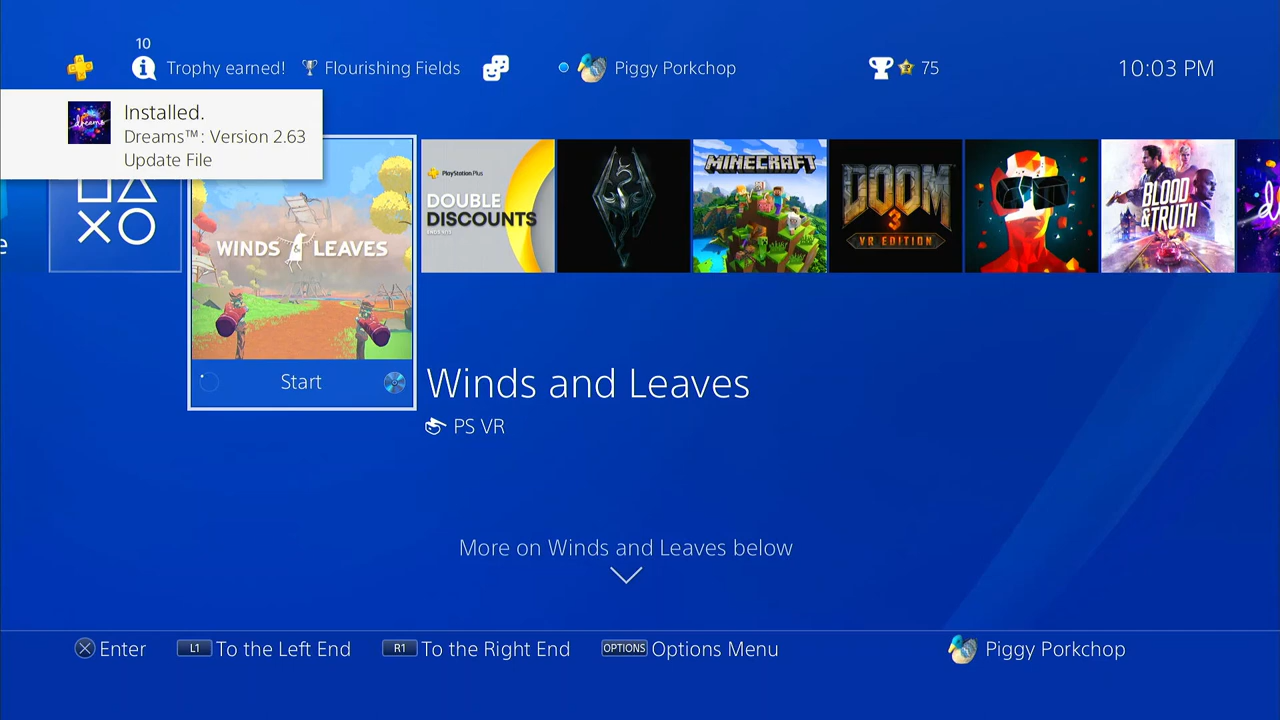 10
Trophy earned! Flourishing Fields
Piggy Porkchop
75
10:03 PM
dreams
Installed.
Dreams™: Version 2.63
Update File
e
WINDS LEAVES
Start
PlayStation Plus
DOUBLE
DISCOUNTS
MINECRAFT
DOOM
3
VR EDITION
BLOOD
& TRUTH
d
Winds and Leaves
PS VR
More on Winds and Leaves below
Enter
L1 To the Left End
R1 To the Right End
OPTIONS Options Menu
Piggy Porkchop